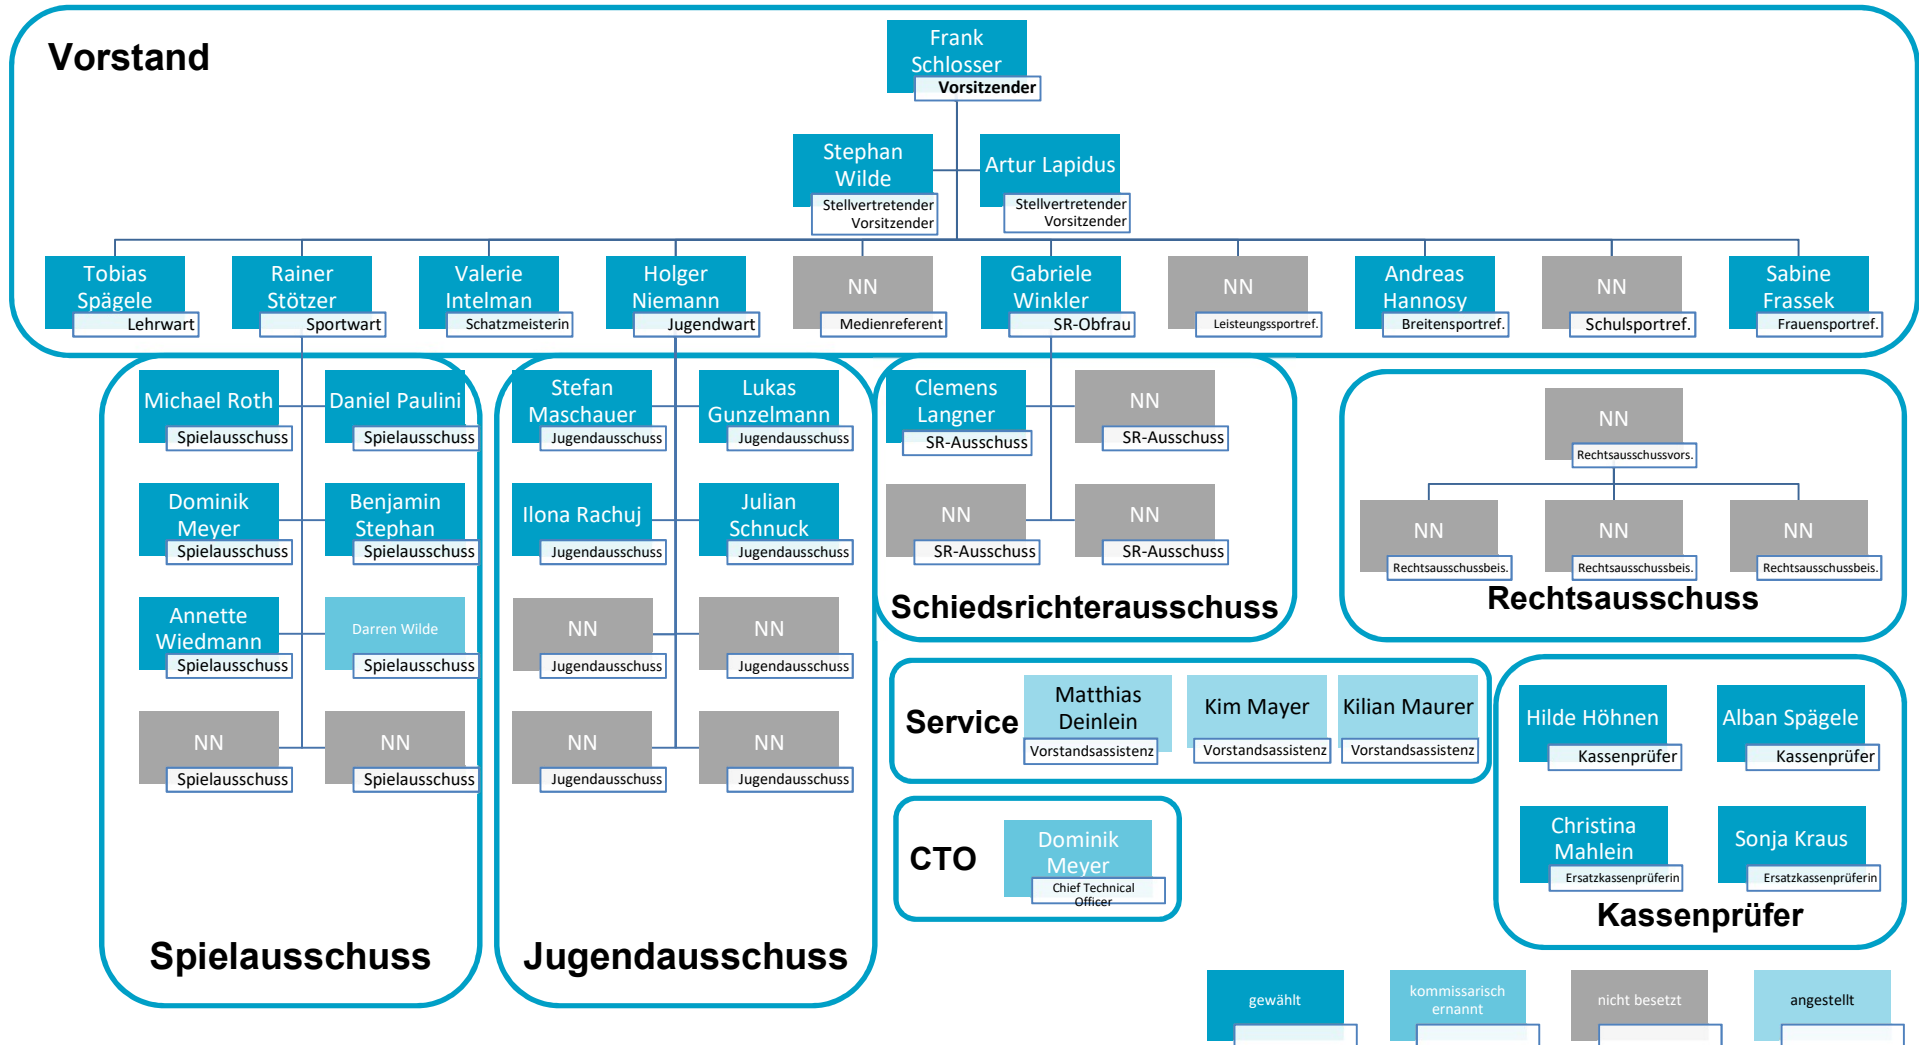 Vorstand
Frank
Schlosser
Vorsitzender
Stephan
Wilde
Stellvertretender
Vorsitzender
Artur Lapidus
Stellvertretender
Vorsitzender
Tobias
Spägele
Lehrwart
Rainer
Stötzer
Sportwart
Valerie
Intelman
Schatzmeisterin
Holger
Niemann
Jugendwart
NN
Medienreferent
Gabriele
Winkler
SR-Obfrau
NN
Leisteungssportref.
Andreas
Hannosy
Breitensportref.
NN
Schulsportref.
Sabine
Frassek
Frauensportref.
Michael Roth
Spielausschuss
Daniel Paulini
Spielausschuss
Dominik
Meyer
Spielausschuss
Benjamin
Stephan
Spielausschuss
Annette
Wiedmann
Spielausschuss
Darren Wilde
Spielausschuss
NN
Spielausschuss
NN
Spielausschuss
Spielausschuss
Stefan
Maschauer
Jugendausschuss
Lukas
Gunzelmann
Jugendausschuss
Ilona Rachuj
Jugendausschuss
Julian
Schnuck
Jugendausschuss
NN
Jugendausschuss
NN
Jugendausschuss
NN
Jugendausschuss
NN
Jugendausschuss
Jugendausschuss
Clemens
Langner
SR-Ausschuss
NN
SR-Ausschuss
NN
SR-Ausschuss
NN
SR-Ausschuss
Schiedsrichterausschuss
NN
Rechtsausschussvors.
NN
Rechtsausschussbeis.
NN
Rechtsausschussbeis.
NN
Rechtsausschussbeis.
Rechtsausschuss
Service
Matthias
Deinlein
Vorstandsassistenz
Kim Mayer
Vorstandsassistenz
Kilian Maurer
Vorstandsassistenz
CTO
Dominik
Meyer
Chief Technical
Officer
Hilde Höhnen
Kassenprüfer
Alban Spägele
Kassenprüfer
Christina
Mahlein
Ersatzkassenprüferin
Sonja Kraus
Ersatzkassenprüferin
Kassenprüfer
gewählt
kommissarisch
ernannt
nicht besetzt
angestellt